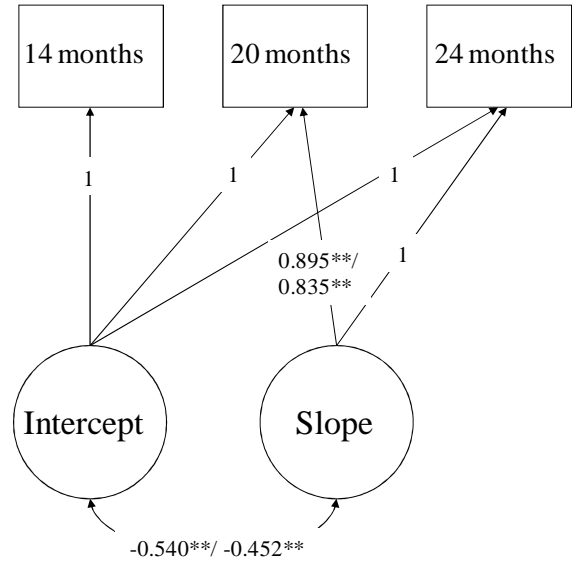 14 months
20 months
24 months
1
1
1
0.895**/
0.835**
1
Intercept
Slope
-0.540**/ -0.452**